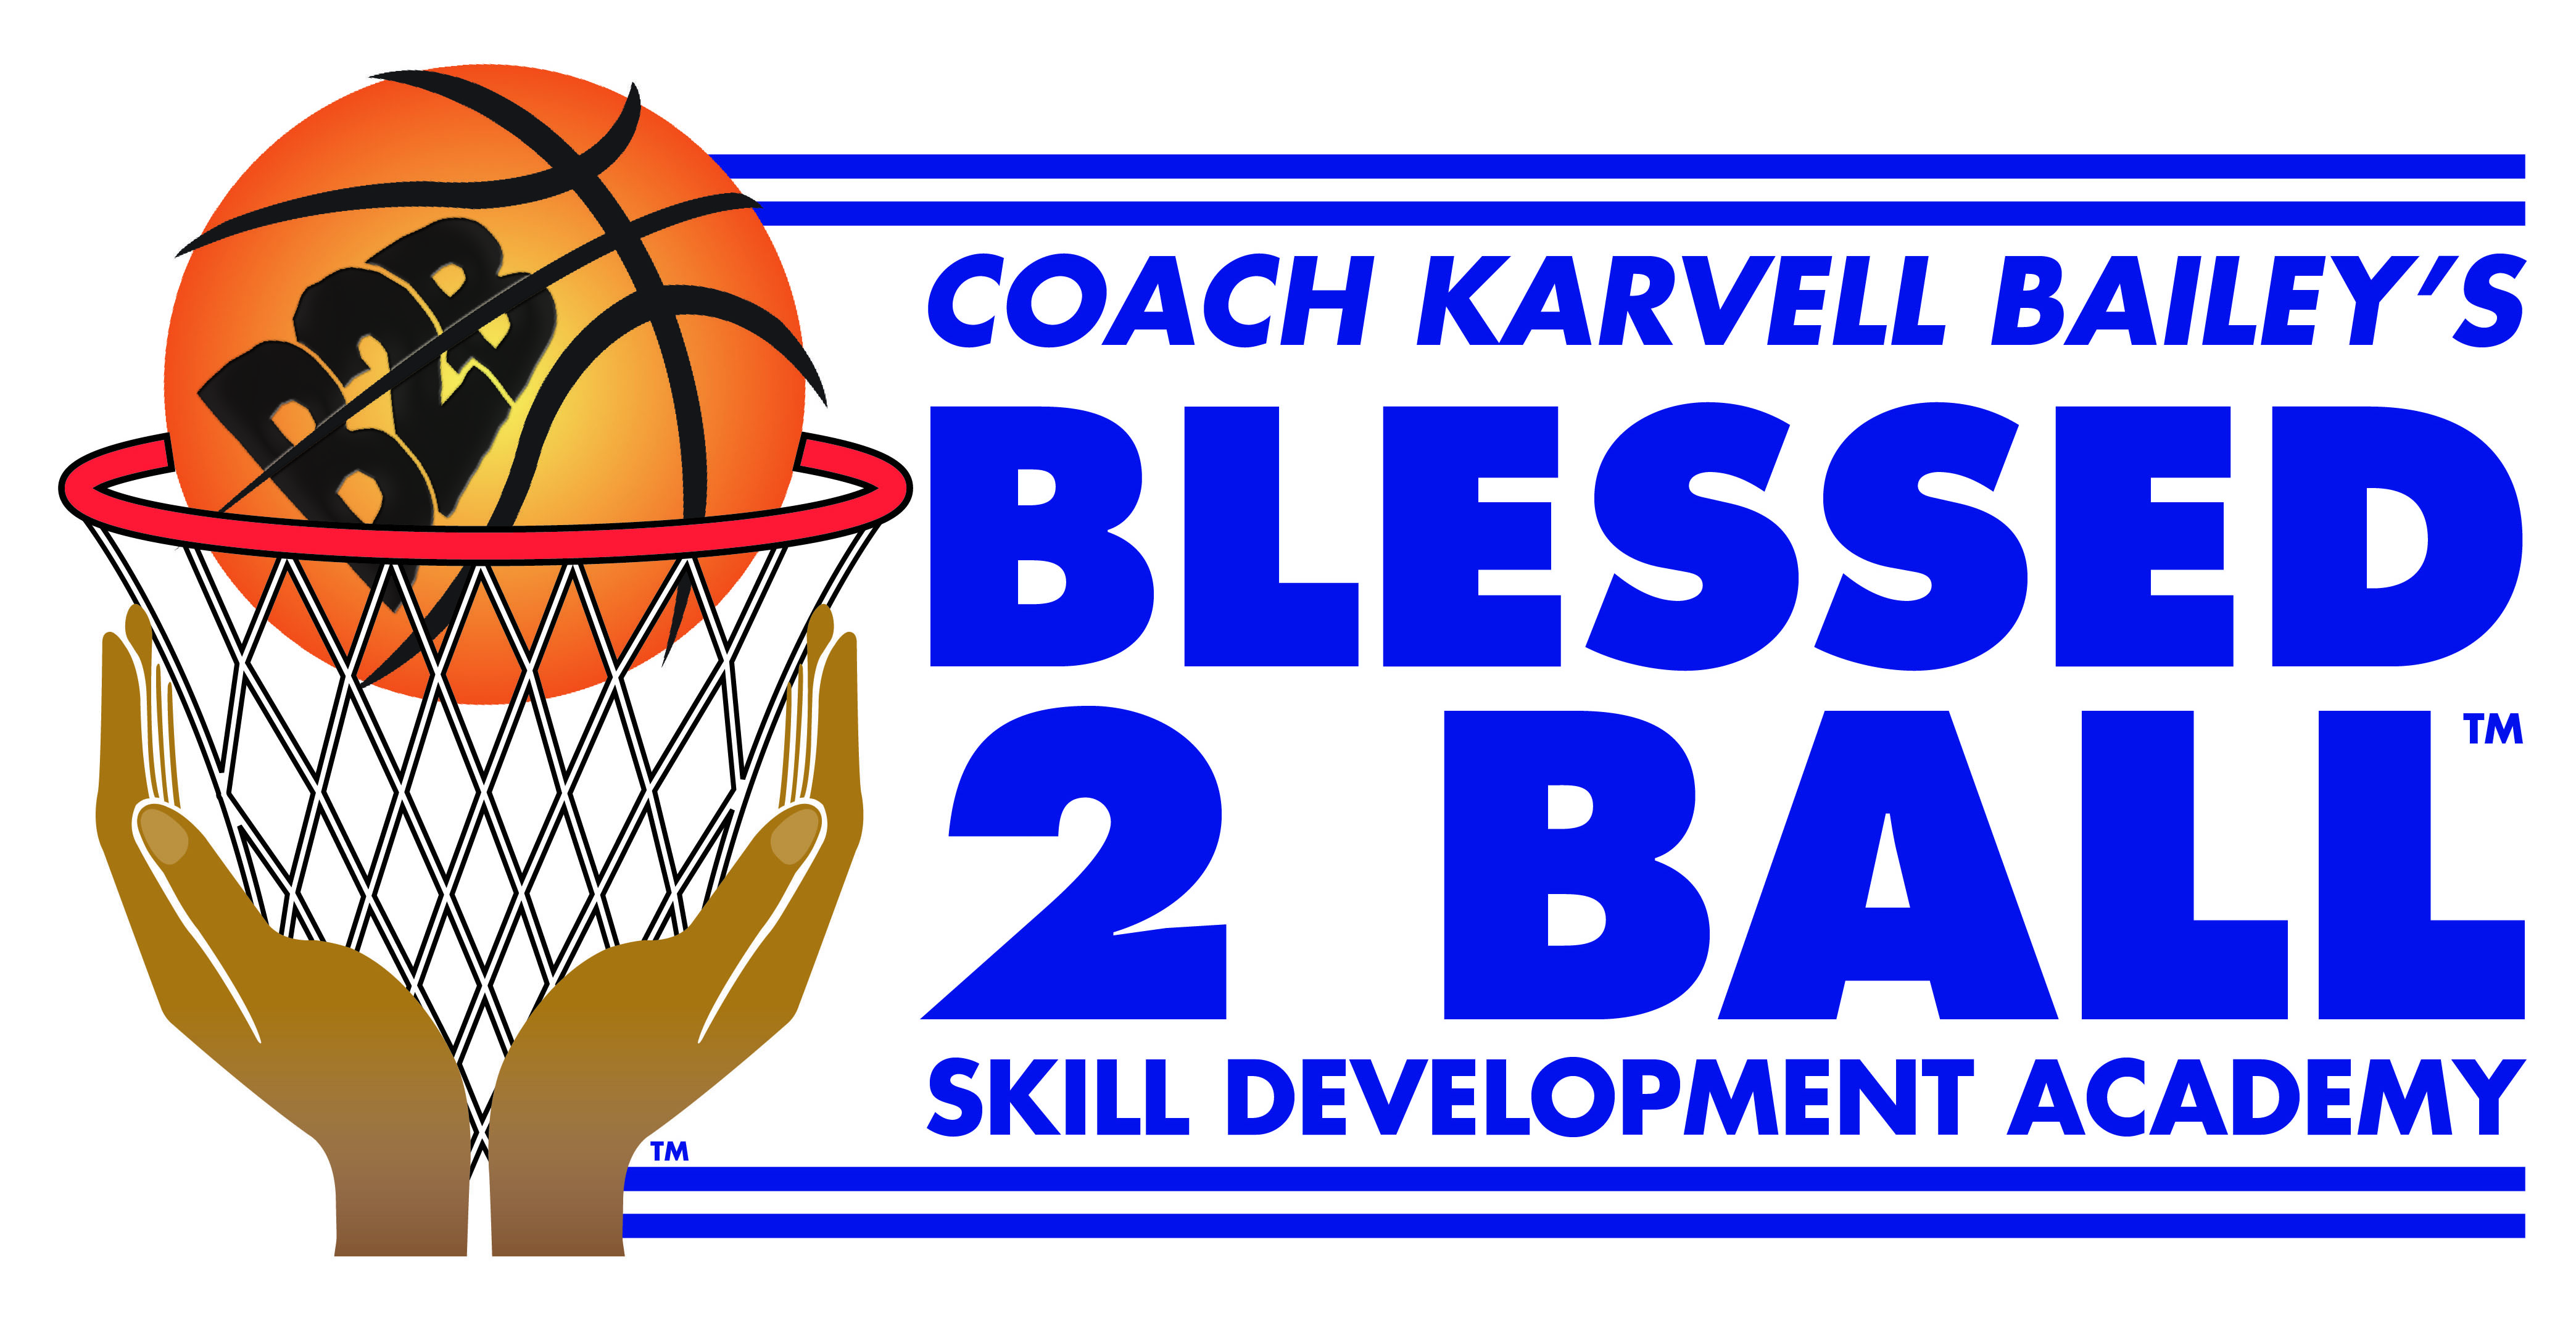 B2B
COACH KARVELL BAILEY'S
BLESSED
2 BALL™
SKILL DEVELOPMENT ACADEMY
™